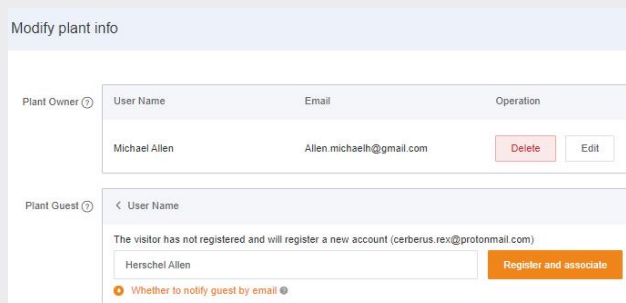 Modify plant info
Plant Owner ?
User Name Email Operation
Michael Allen Allen.michaelh@gmail.com Delete Edit
Plant Guest ?
< User Name
The visitor has not registered and will register a new account (cerberus.rex@protonmail.com)
Herschel Allen Register and associate
Whether to notify guest by email